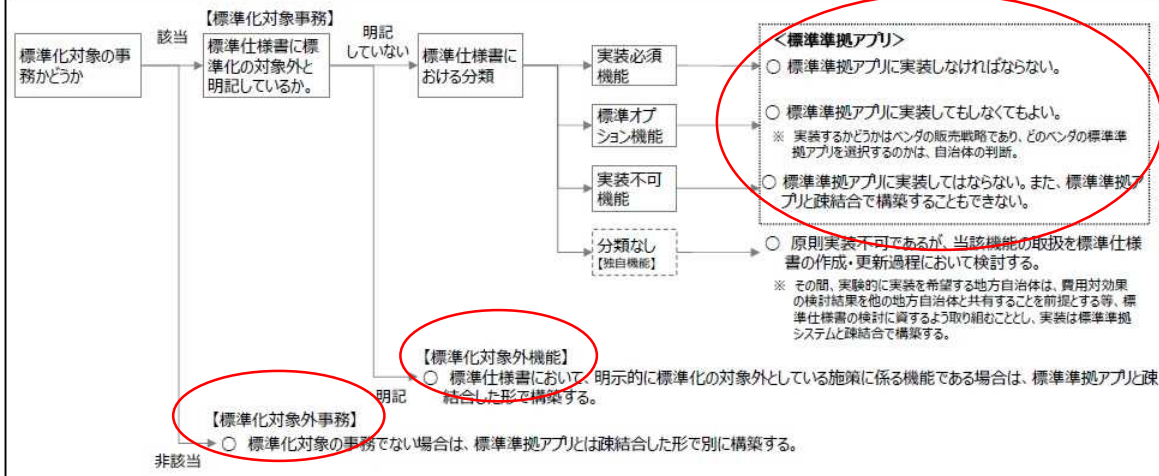 【標準化対象事務】
該当
明記
していない
標準化対象の事
務かどうか
標準仕様書に標
準化の対象外と
明記しているか。
標準仕様書に
おける分類
実装必須
機能
標準オプ
ション機能
実装不可
機能
分類なし
【独自機能】
＜標準準拠アプリ＞
○ 標準準拠アプリに実装しなければならない。
○ 標準準拠アプリに実装してもしなくてもよい。
※ 実装するかどうかはベンダの販売戦略であり、どのベンダの標準準
拠アプリを選択するのかは、自治体の判断。
○ 標準準拠アプリに実装してはならない。また、標準準拠ア
プリと疎結合で構築することもできない。
○ 原則実装不可であるが、当該機能の取扱を標準仕様
書の作成・更新過程において検討する。
※ その間、実験的に実装を希望する地方自治体は、費用対効果
の検討結果を他の地方自治体と共有することを前提とする等、標
準仕様書の検討に資するよう取り組むこととし、実装は標準準拠
システムと疎結合で構築する。
【標準化対象外機能】
○ 標準仕様書において、明示的に標準化の対象外としている施策に係る機能である場合は、標準準拠アプリと疎
結合した形で構築する。
明記
【標準化対象外事務】
○ 標準化対象の事務でない場合は、標準準拠アプリとは疎結合した形で別に構築する。
非該当